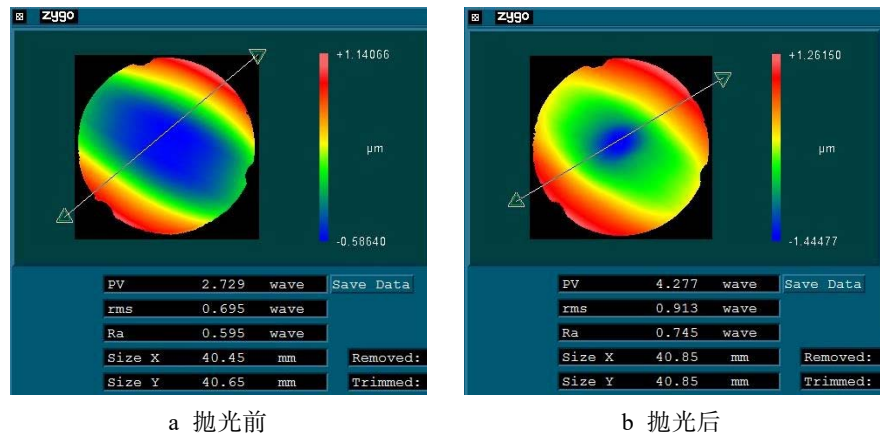 zygo
+1.14066
μm
-0.58640
PV 2.729 wave Save Data
rms 0.695 wave
Ra 0.595 wave
Size X 40.45 mm Removed:
Size Y 40.65 mm Trimmed:
a 抛光前
zygo
+1.26150
μm
-1.44477
PV 4.277 wave Save Data
rms 0.913 wave
Ra 0.745 wave
Size X 40.85 mm Removed:
Size Y 40.85 mm Trimmed:
b 抛光后